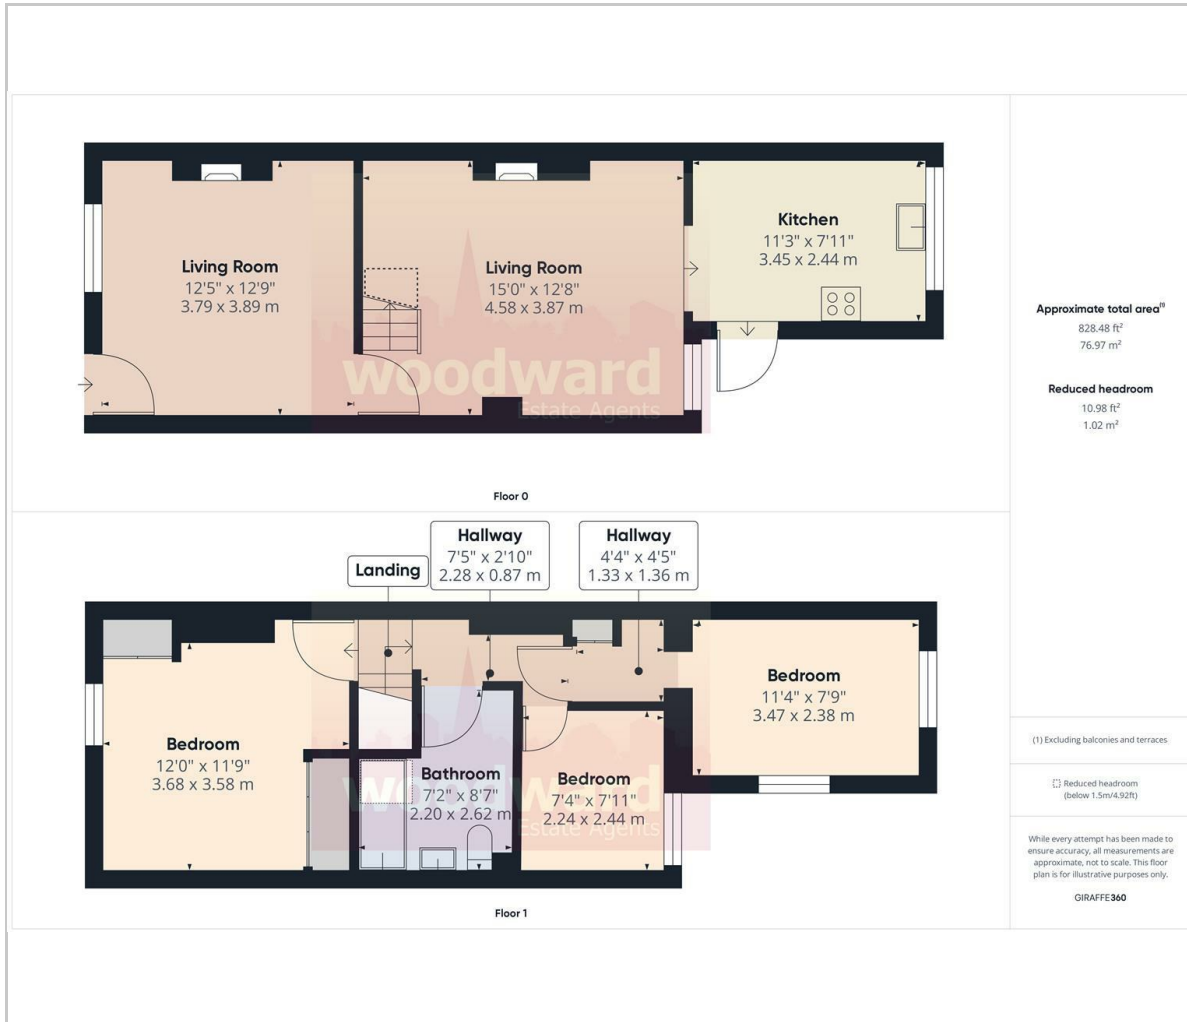 Living Room
12'5" x 12'9"
3.79 x 3.89 m
Living Room
15'0" x 12'8"
4.58 x 3.87 m
Kitchen
11'3" x 7'11"
3.45 x 2.44 m
woodward
Estate Agents
Floor 0
Approximate total area⁽¹⁾
828.48 ft²
76.97 m²
Reduced headroom
10.98 ft²
1.02 m²
Landing
Hallway
7'5" x 2'10"
2.28 x 0.87 m
Hallway
4'4" x 4'5"
1.33 x 1.36 m
Bedroom
12'0" x 11'9"
3.68 x 3.58 m
Bathroom
7'2" x 8'7"
2.20 x 2.62 m
Bedroom
7'4" x 7'11"
2.24 x 2.44 m
Bedroom
11'4" x 7'9"
3.47 x 2.38 m
woodward
Estate Agents
Floor 1
(1) Excluding balconies and terraces
Reduced headroom
(below 1.5m/4.92ft)
While every attempt has been made to
ensure accuracy, all measurements are
approximate, not to scale. This floor
plan is for illustrative purposes only.
GIRAFFE360